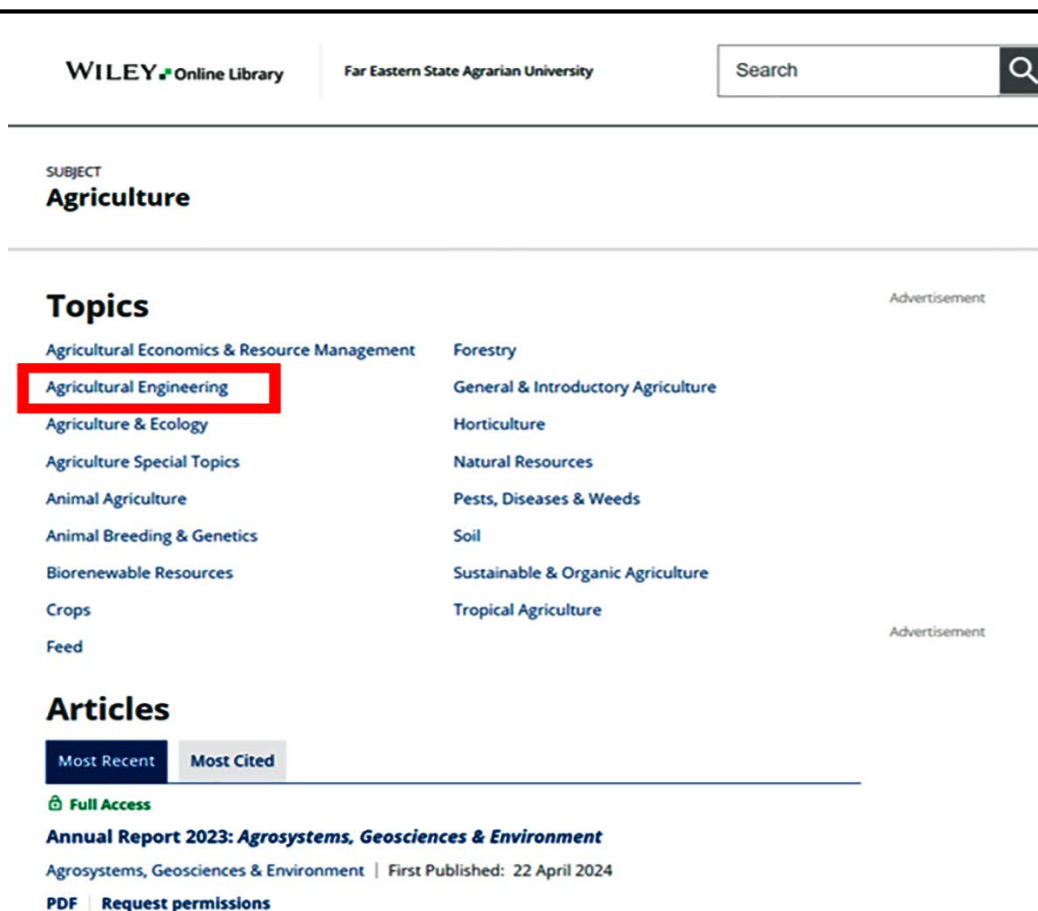 WILEY Online Library
Far Eastern State Agrarian University
Search
SUBJECT
Agriculture
Topics
Advertisement
Agricultural Economics & Resource Management
Agricultural Engineering
Agriculture & Ecology
Agriculture Special Topics
Animal Agriculture
Animal Breeding & Genetics
Biorenewable Resources
Crops
Feed
Forestry
General & Introductory Agriculture
Horticulture
Natural Resources
Pests, Diseases & Weeds
Soil
Sustainable & Organic Agriculture
Tropical Agriculture
Advertisement
Articles
Most Recent
Most Cited
Full Access
Annual Report 2023: Agrosystems, Geosciences & Environment
Agrosystems, Geosciences & Environment | First Published: 22 April 2024
PDF | Request permissions